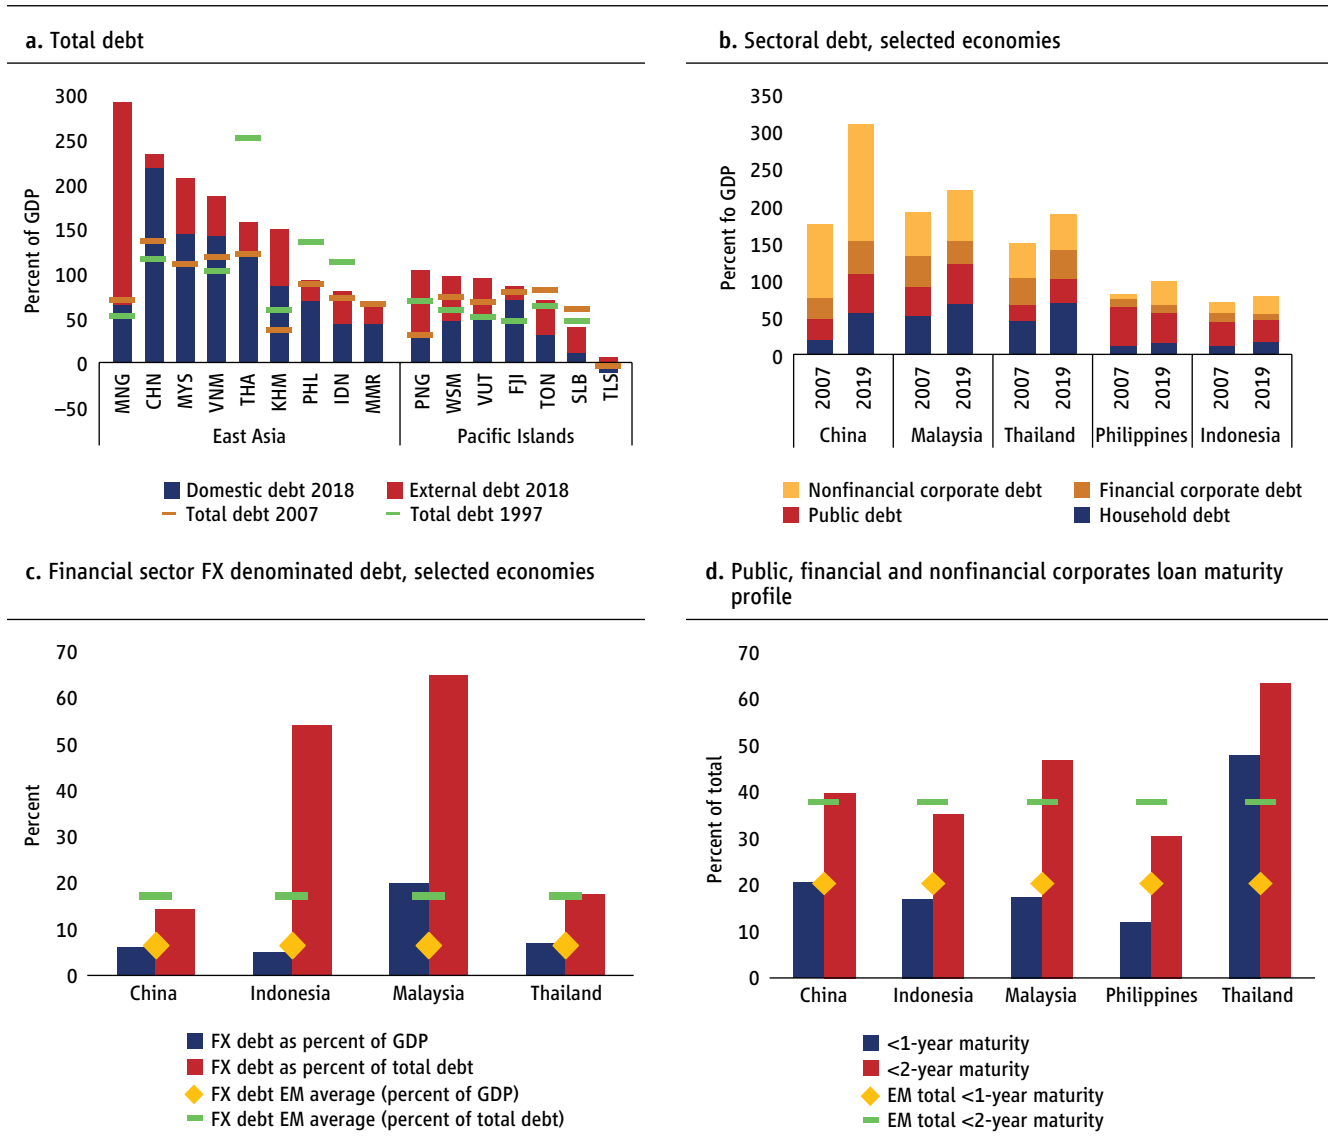 a. Total debt
Percent of GDP
300
250
200
150
100
50
0
–50
MNG
CHN
MYS
VNM
THA
KHM
PHL
IDN
MMR
PNG
WSM
VUT
FJI
TON
SLB
TLS
East Asia
Pacific Islands
Domestic debt 2018
External debt 2018
Total debt 2007
Total debt 1997
b. Sectoral debt, selected economies
Percent fo GDP
350
300
250
200
150
100
50
0
2007
2019
2007
2019
2007
2019
2007
2019
2007
2019
China
Malaysia
Thailand
Philippines
Indonesia
Nonfinancial corporate debt
Financial corporate debt
Public debt
Household debt
c. Financial sector FX denominated debt, selected economies
Percent
70
60
50
40
30
20
10
0
China
Indonesia
Malaysia
Thailand
FX debt as percent of GDP
FX debt as percent of total debt
FX debt EM average (percent of GDP)
FX debt EM average (percent of total debt)
d. Public, financial and nonfinancial corporates loan maturity
profile
Percent of total
70
60
50
40
30
20
10
0
China
Indonesia
Malaysia
Philippines
Thailand
<1-year maturity
<2-year maturity
EM total <1-year maturity
EM total <2-year maturity